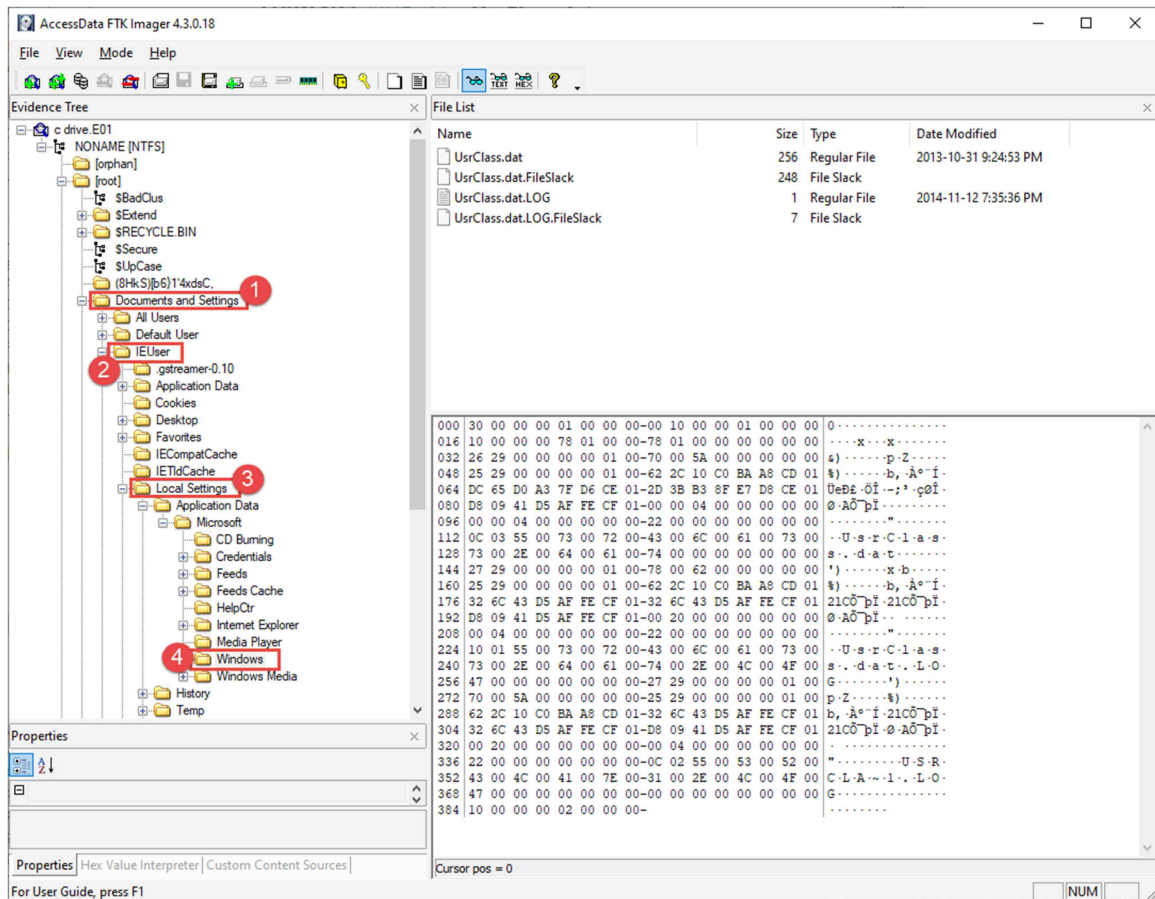 AccessData FTK Imager 4.3.0.18
File View Mode Help
Evidence Tree
c drive.E01
NONAME [NTFS]
[orphan]
[root]
$BadClus
$Extend
$RECYCLE.BIN
$Secure
$UpCase
(8HkS)[b6}1'4xdsC,
Documents and Settings 1
All Users
Default User
2 IEUser
.gstreamer-0.10
Application Data
Cookies
Desktop
Favorites
IECompatCache
IETldCache
Local Settings 3
Application Data
Microsoft
CD Burning
Credentials
Feeds
Feeds Cache
HelpCtr
Internet Explorer
Media Player
4 Windows
Windows Media
History
Temp
Properties
Properties Hex Value Interpreter Custom Content Sources
For User Guide, press F1
File List
Name Size Type Date Modified
UsrClass.dat 256 Regular File 2013-10-31 9:24:53 PM
UsrClass.dat.FileSlack 248 File Slack
UsrClass.dat.LOG 1 Regular File 2014-11-12 7:35:36 PM
UsrClass.dat.LOG.FileSlack 7 File Slack
000 30 00 00 00 01 00 00 00-00 10 00 00 01 00 00 00 0···············
016 10 00 00 00 78 01 00 00-78 01 00 00 00 00 00 00 ····x···x·······
032 26 29 00 00 00 00 01 00-70 00 5A 00 00 00 00 00 &)······p·Z·····
048 25 29 00 00 00 00 01 00-62 2C 10 C0 BA A8 CD 01 %)······b,·Àº¨Í·
064 DC 65 D0 A3 7F D6 CE 01-2D 3B B3 8F E7 D8 CE 01 ÜeÐ£·ÖÎ·-;³·çØÎ·
080 D8 09 41 D5 AF FE CF 01-00 00 04 00 00 00 00 00 Ø·AÕ¯þÏ·········
096 00 00 04 00 00 00 00 00-22 00 00 00 00 00 00 00 ········"·······
112 0C 03 55 00 73 00 72 00-43 00 6C 00 61 00 73 00 ··U·s·r·C·l·a·s·
128 73 00 2E 00 64 00 61 00-74 00 00 00 00 00 00 00 s·.·d·a·t·······
144 27 29 00 00 00 00 01 00-78 00 62 00 00 00 00 00 ')······x·b·····
160 25 29 00 00 00 00 01 00-62 2C 10 C0 BA A8 CD 01 %)······b,·Àº¨Í·
176 32 6C 43 D5 AF FE CF 01-32 6C 43 D5 AF FE CF 01 2lCÕ¯þÏ·2lCÕ¯þÏ·
192 D8 09 41 D5 AF FE CF 01-00 20 00 00 00 00 00 00 Ø·AÕ¯þÏ·· ······
208 00 04 00 00 00 00 00 00-22 00 00 00 00 00 00 00 ········"·······
224 10 01 55 00 73 00 72 00-43 00 6C 00 61 00 73 00 ··U·s·r·C·l·a·s·
240 73 00 2E 00 64 00 61 00-74 00 2E 00 4C 00 4F 00 s·.·d·a·t·.·L·O·
256 47 00 00 00 00 00 00 00-27 29 00 00 00 00 01 00 G·······')······
272 70 00 5A 00 00 00 00 00-25 29 00 00 00 00 01 00 p·Z·····%)······
288 62 2C 10 C0 BA A8 CD 01-32 6C 43 D5 AF FE CF 01 b,·Àº¨Í·2lCÕ¯þÏ·
304 32 6C 43 D5 AF FE CF 01-D8 09 41 D5 AF FE CF 01 2lCÕ¯þÏ·Ø·AÕ¯þÏ·
320 00 20 00 00 00 00 00 00-00 04 00 00 00 00 00 00 · ··············
336 22 00 00 00 00 00 00 00-0C 02 55 00 53 00 52 00 "·········U·S·R·
352 43 00 4C 00 41 00 7E 00-31 00 2E 00 4C 00 4F 00 C·L·A·~·1·.·L·O·
368 47 00 00 00 00 00 00 00-00 00 00 00 00 00 00 00 G···············
384 10 00 00 00 02 00 00 00- ········
Cursor pos = 0
NUM